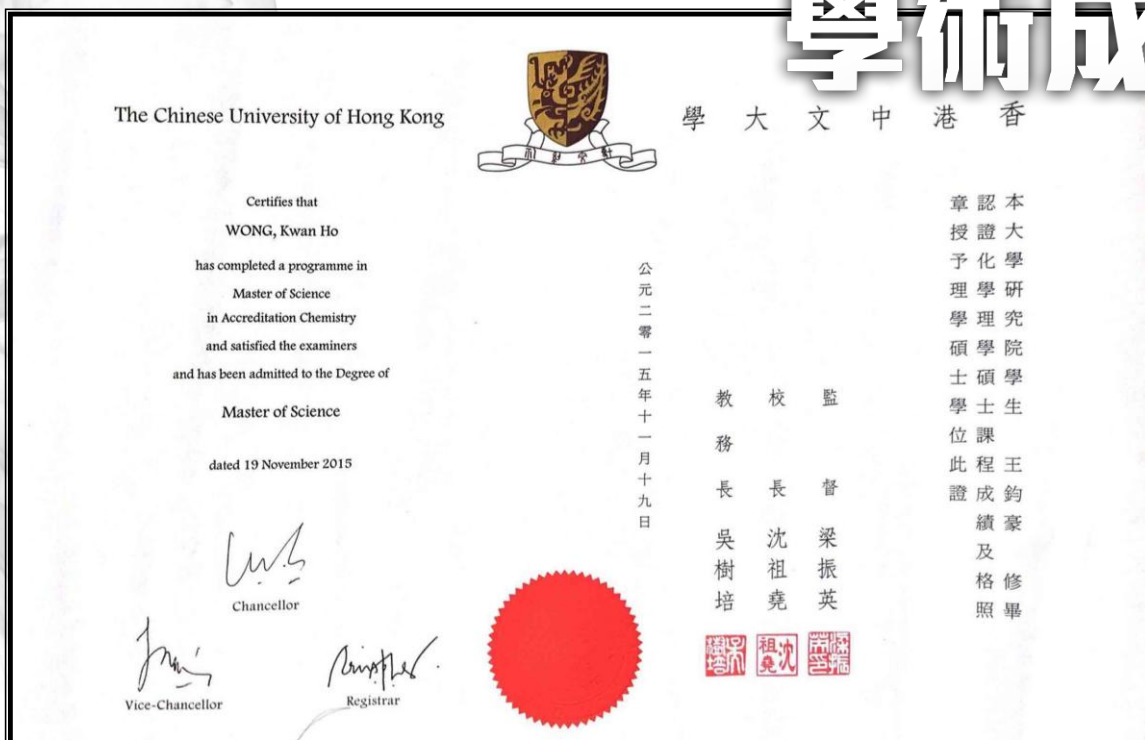 學術成
The Chinese University of Hong Kong
香港中文大學
Certifies that
WONG, Kwan Ho
has completed a programme in
Master of Science
in Accreditation Chemistry
and satisfied the examiners
and has been admitted to the Degree of
Master of Science
dated 19 November 2015
Chancellor
Vice-Chancellor
Registrar
本大學研究院學生 王鈞豪 修畢
認證化學理學碩士課程成績及格照
章授予理學碩士學位此證
監督 梁振英
校長 沈祖堯
教務長 吳樹培
公元二零一五年十一月十九日